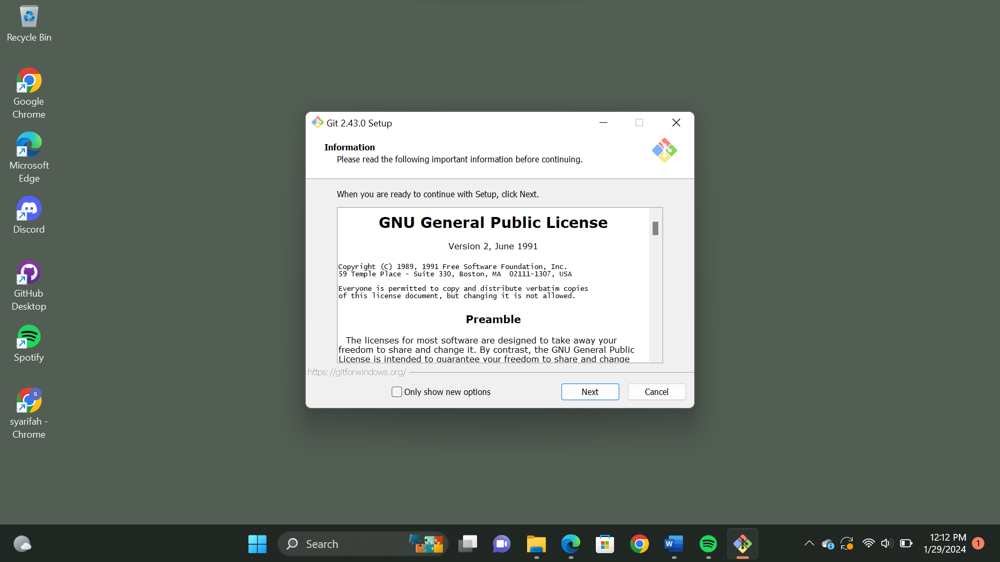 Recycle Bin
Google
Chrome
Microsoft
Edge
Discord
GitHub
Desktop
Spotify
S
syarifah -
Chrome
Git 2.43.0 Setup
Information
Please read the following important information before continuing.
When you are ready to continue with Setup, click Next.
GNU General Public License
Version 2, June 1991
Copyright (C) 1989, 1991 Free Software Foundation, Inc.
59 Temple Place - Suite 330, Boston, MA  02111-1307, USA
Everyone is permitted to copy and distribute verbatim copies
of this license document, but changing it is not allowed.
Preamble
The licenses for most software are designed to take away your
freedom to share and change it. By contrast, the GNU General Public
License is intended to guarantee your freedom to share and change
https://gitforwindows.org/
Only show new options
Next
Cancel
Search
W
12:12 PM
1/29/2024
1